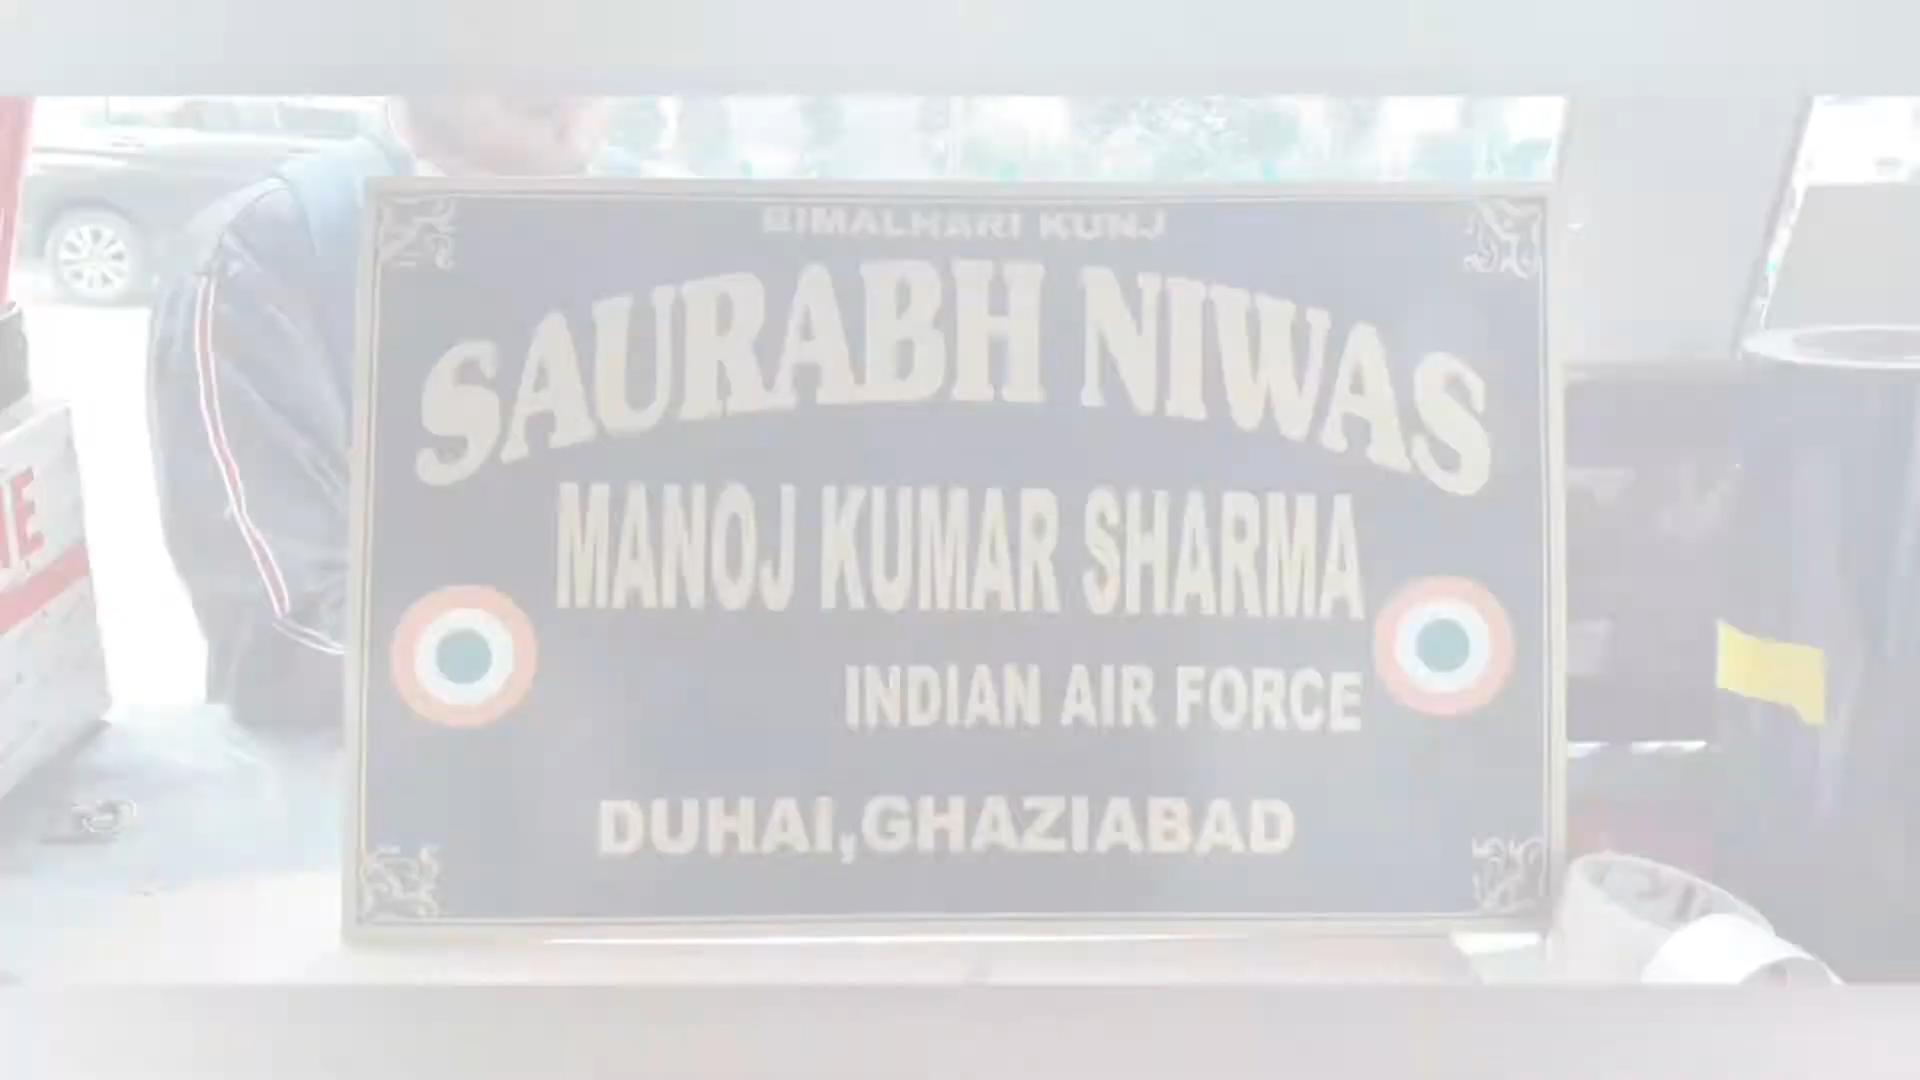 BIMALHARI KUNJ
SAURABH NIWAS
MANOJ KUMAR SHARMA
INDIAN AIR FORCE
DUHAI,GHAZIABAD